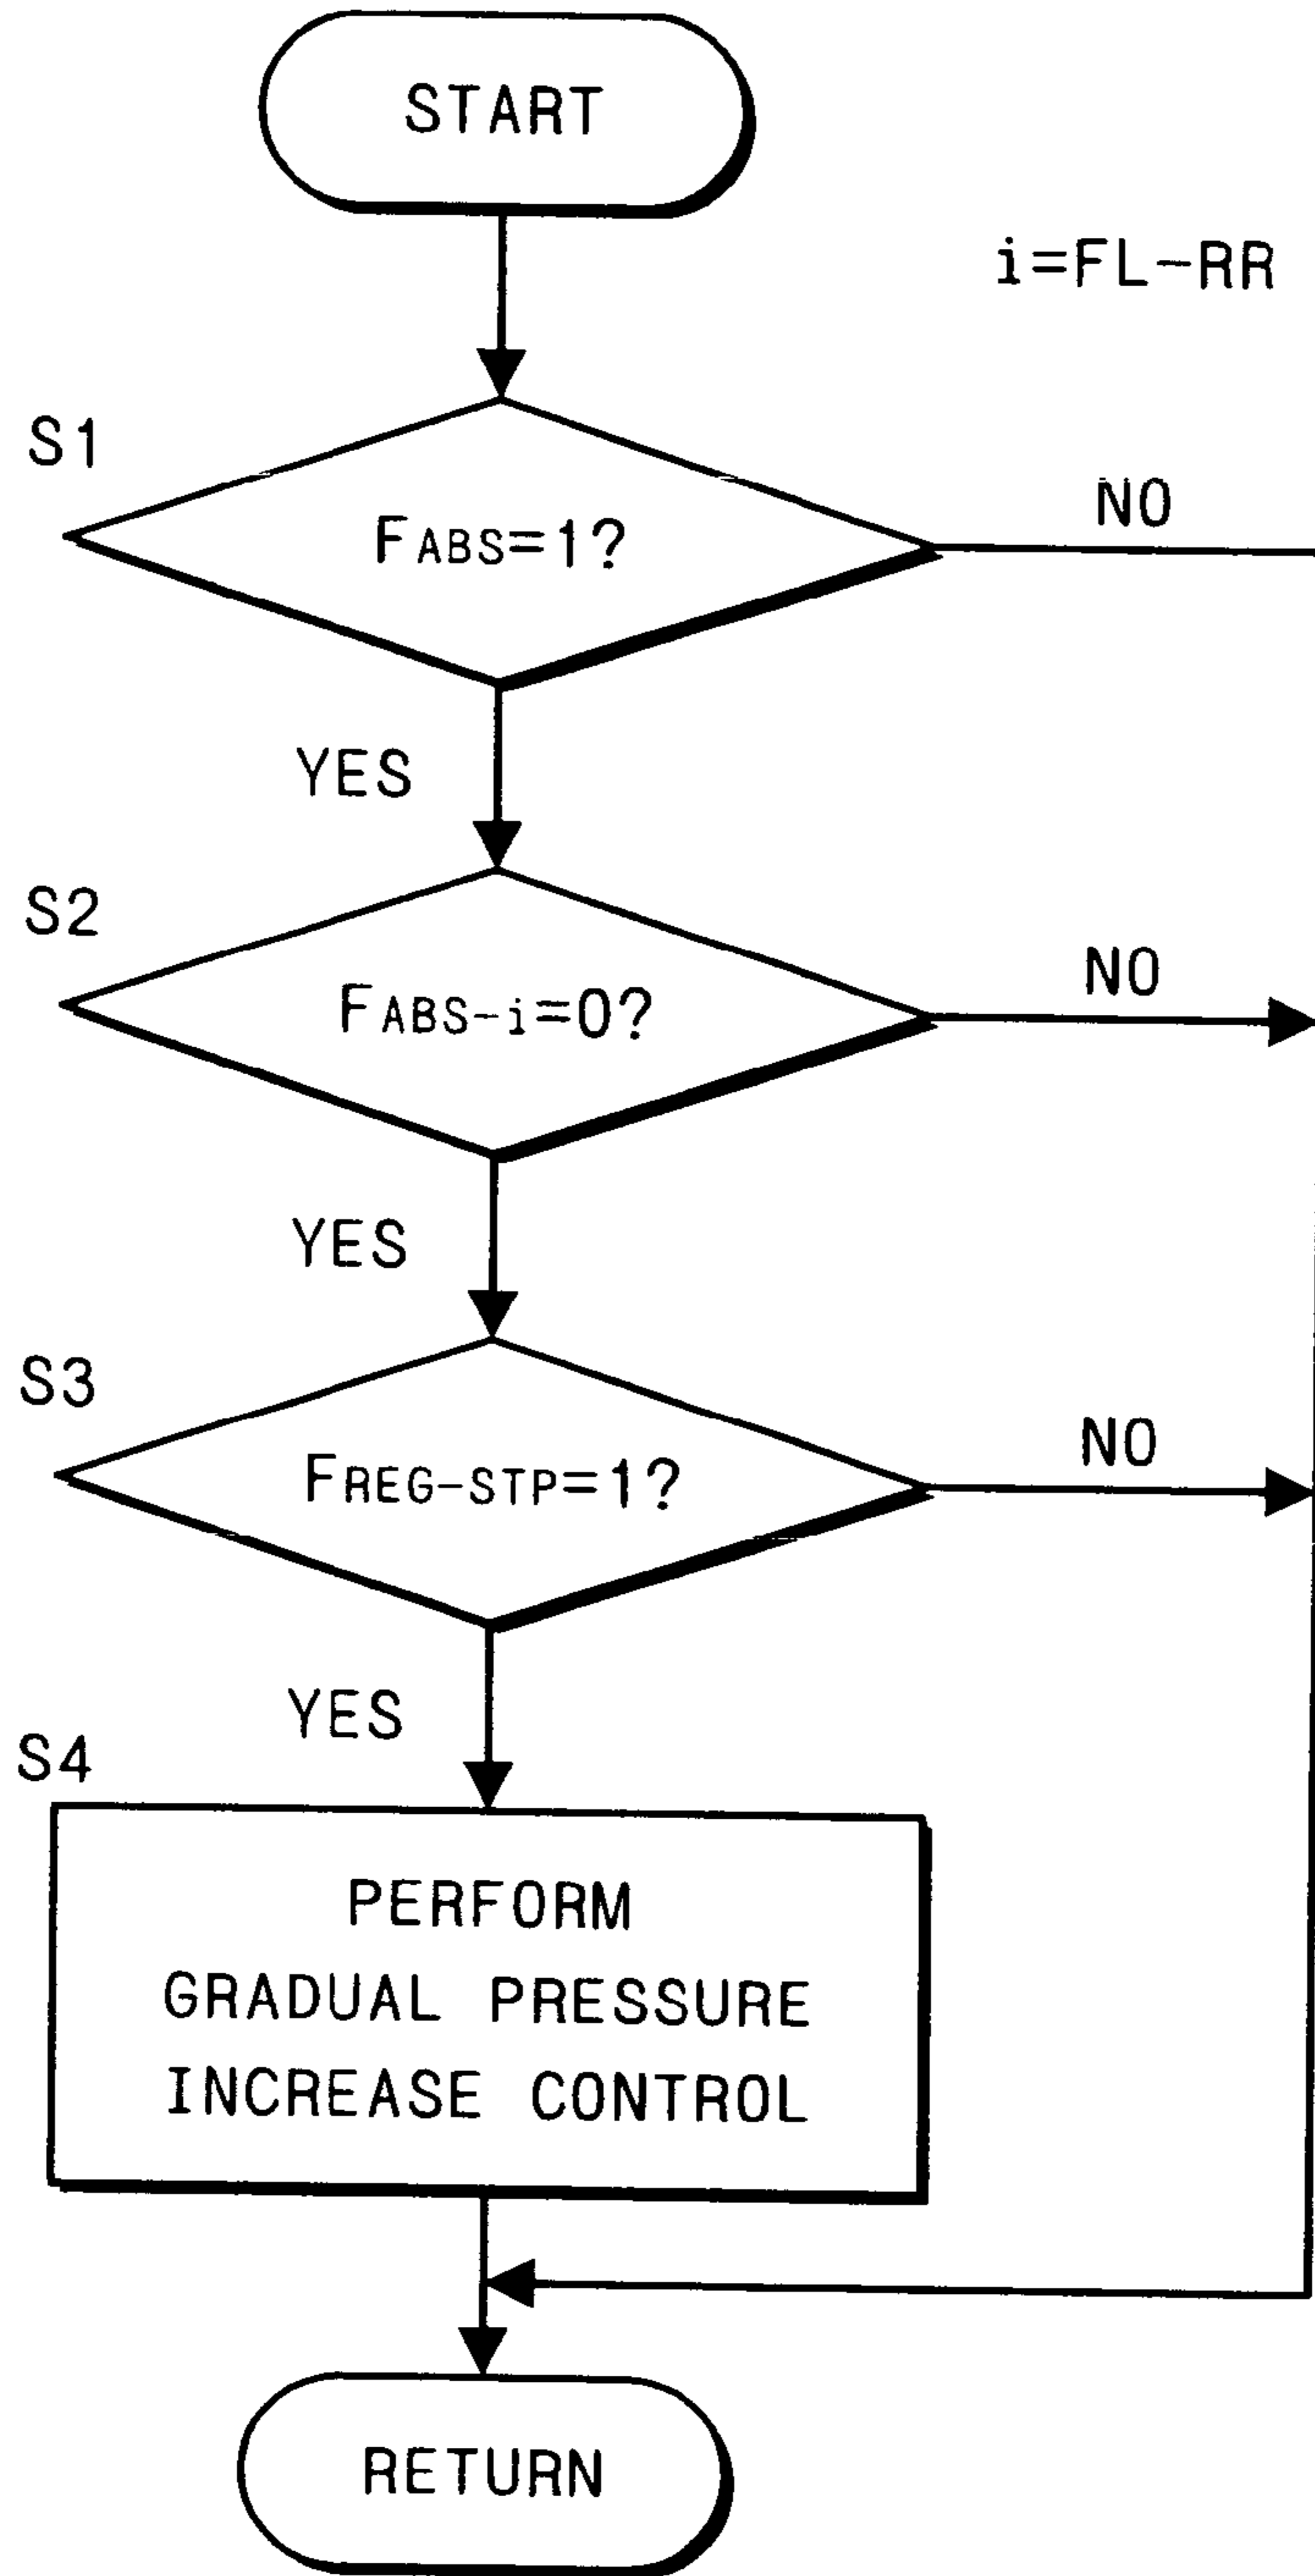 START
i=FL-RR
S1
FABS=1?
NO
YES
S2
FABS-i=0?
NO
YES
S3
FREG-STP=1?
NO
YES
S4
PERFORM
GRADUAL PRESSURE
INCREASE CONTROL
RETURN